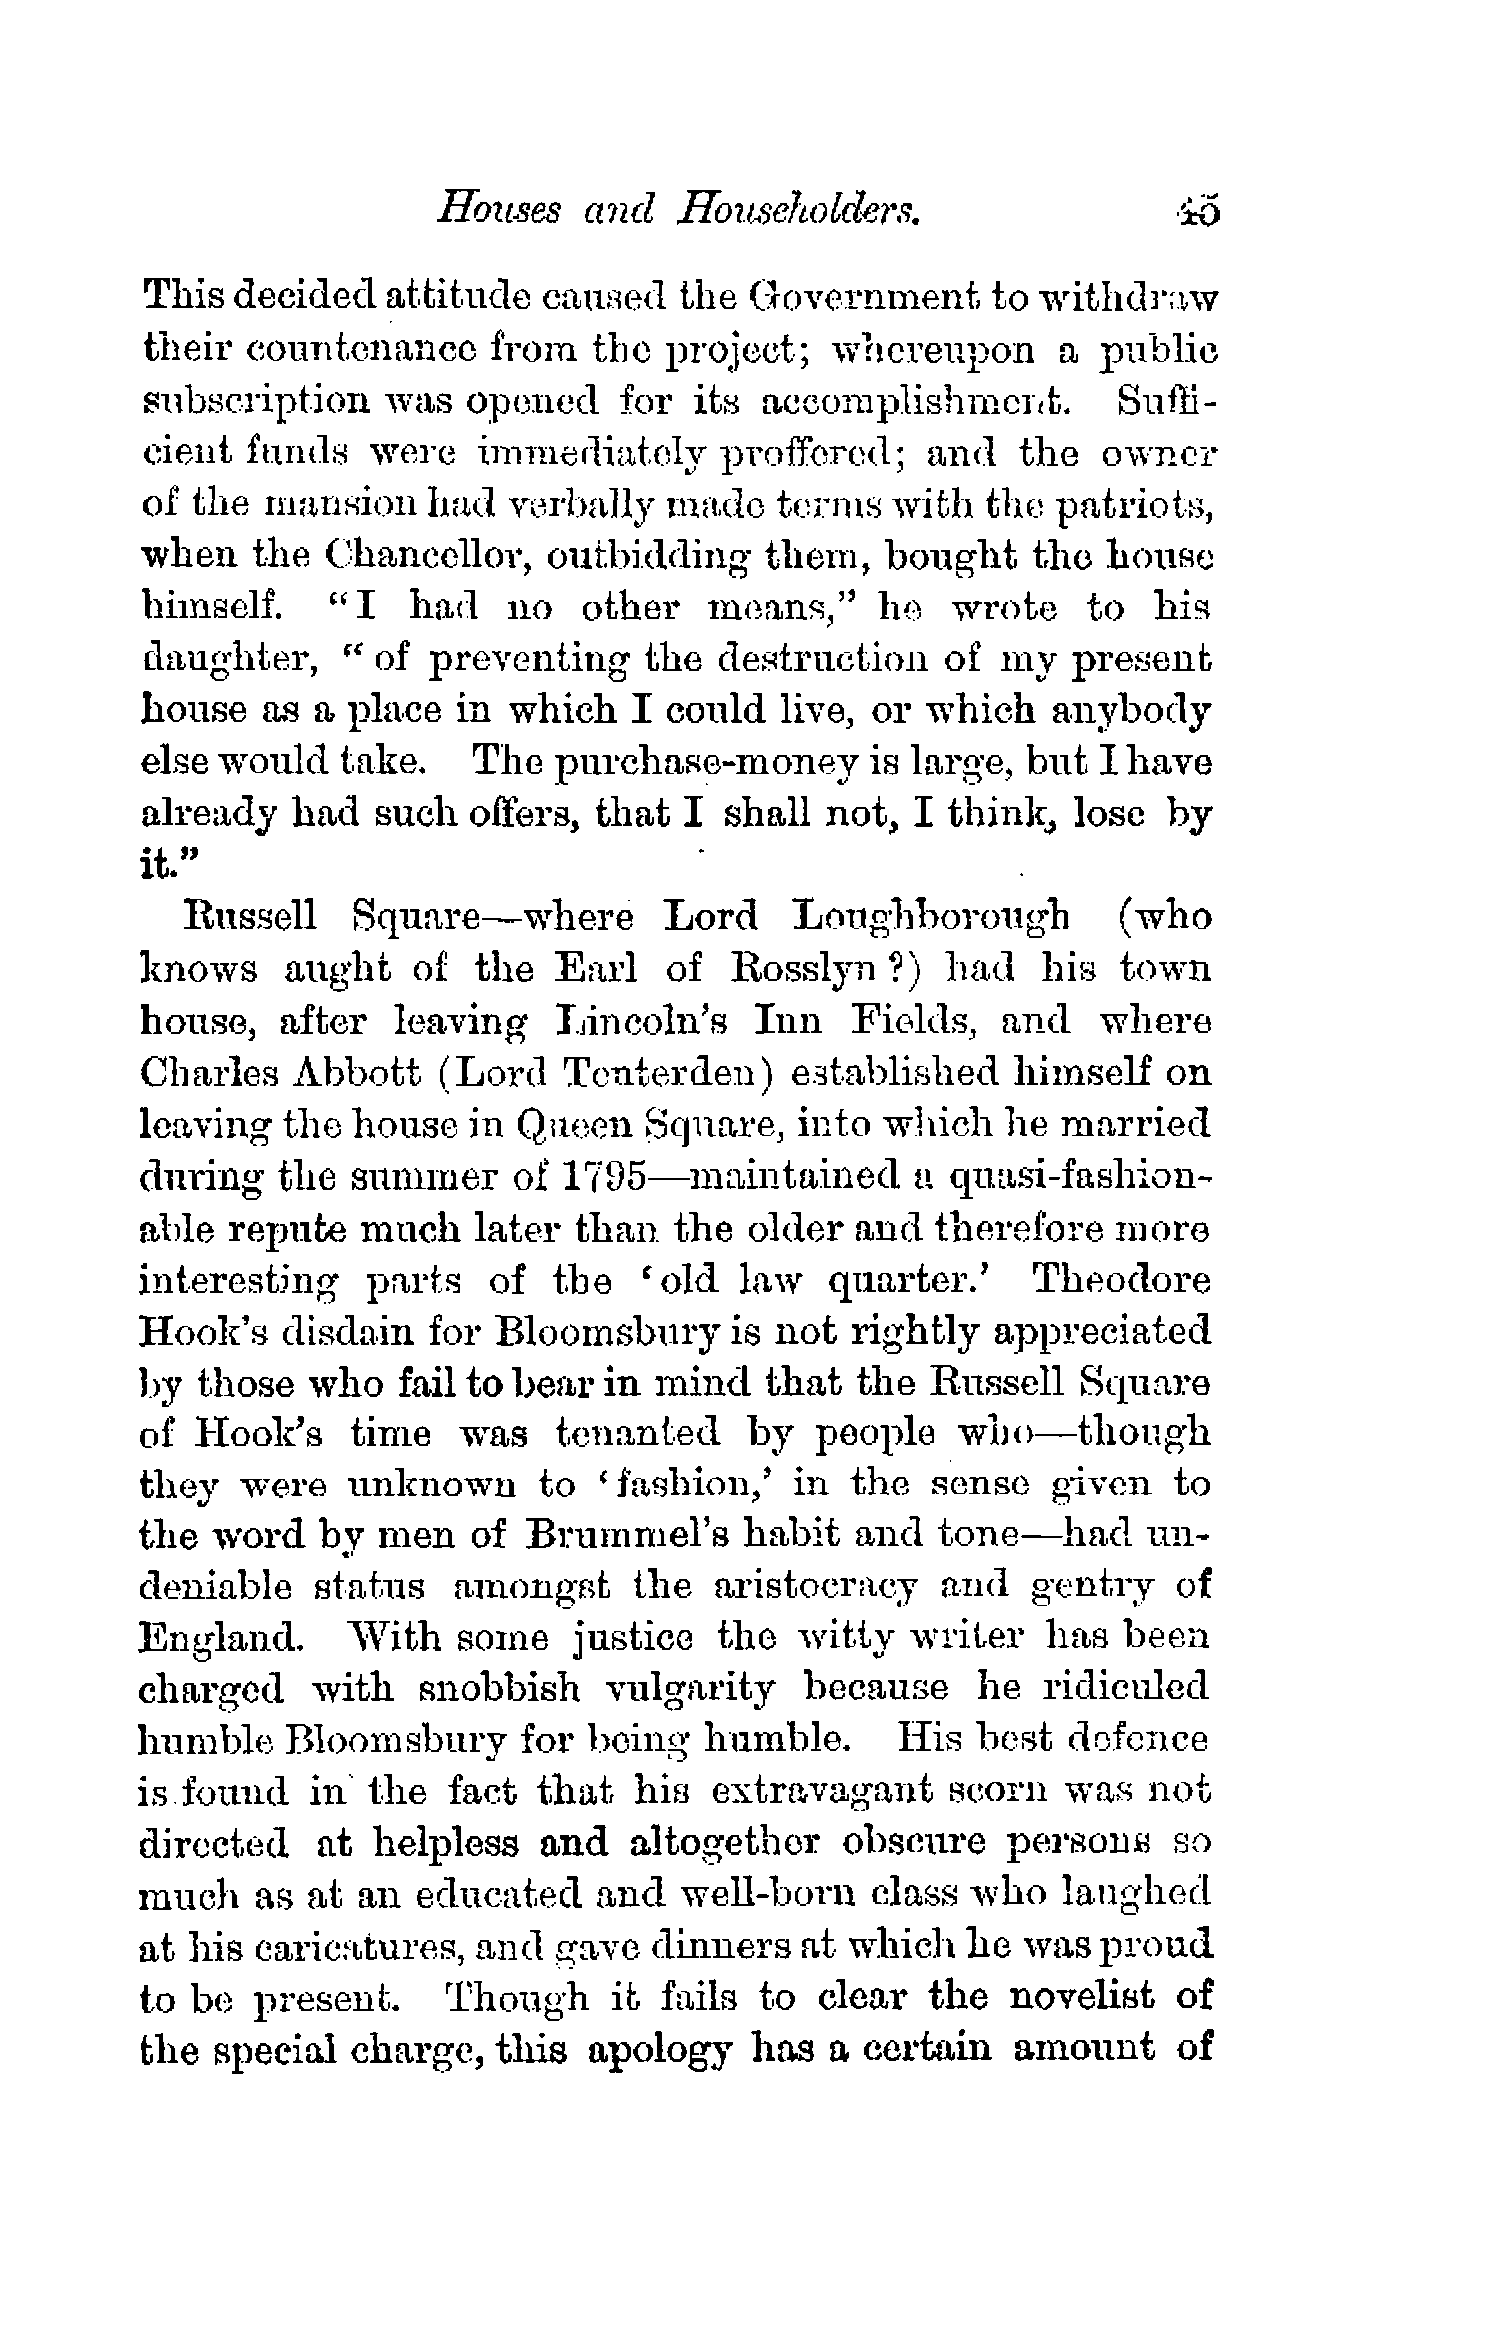 Houses and Householders. 45
This decided attitude caused the Government to withdraw
their countenance from the project; whereupon a public
subscription was opened for its accomplishment. Suffi-
cient funds were immediately proffered; and the owner
of the mansion had verbally made terms with the patriots,
when the Chancellor, outbidding them, bought the house
himself. “I had no other means,” he wrote to his
daughter, “of preventing the destruction of my present
house as a place in which I could live, or which anybody
else would take. The purchase-money is large, but I have
already had such offers, that I shall not, I think, lose by
it.”
Russell Square—where Lord Loughborough (who
knows aught of the Earl of Rosslyn?) had his town
house, after leaving Lincoln's Inn Fields, and where
Charles Abbott (Lord Tenterden) established himself on
leaving the house in Queen Square, into which he married
during the summer of 1795—maintained a quasi-fashion-
able repute much later than the older and therefore more
interesting parts of the ‘old law quarter.’ Theodore
Hook's disdain for Bloomsbury is not rightly appreciated
by those who fail to bear in mind that the Russell Square
of Hook's time was tenanted by people who—though
they were unknown to ‘fashion,’ in the sense given to
the word by men of Brummel's habit and tone—had un-
deniable status amongst the aristocracy and gentry of
England. With some justice the witty writer has been
charged with snobbish vulgarity because he ridiculed
humble Bloomsbury for being humble. His best defence
is found in the fact that his extravagant scorn was not
directed at helpless and altogether obscure persons so
much as at an educated and well-born class who laughed
at his caricatures, and gave dinners at which he was proud
to be present. Though it fails to clear the novelist of
the special charge, this apology has a certain amount of